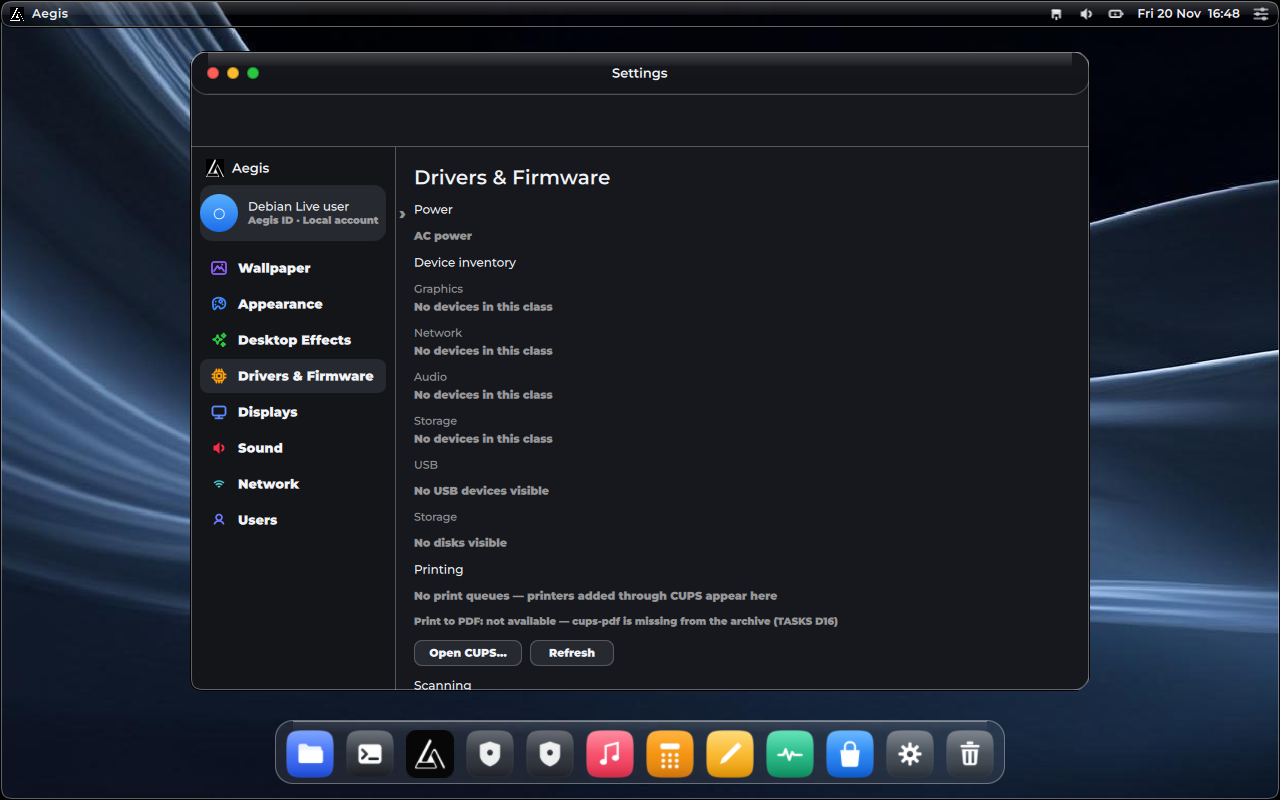 Aegis
Fri 20 Nov 16:48
Settings
Aegis
Debian Live user
Aegis ID • Local account
Wallpaper
Appearance
Desktop Effects
Drivers & Firmware
Displays
Sound
Network
Users
Drivers & Firmware
Power
AC power
Device inventory
Graphics
No devices in this class
Network
No devices in this class
Audio
No devices in this class
Storage
No devices in this class
USB
No USB devices visible
Storage
No disks visible
Printing
No print queues — printers added through CUPS appear here
Print to PDF: not available — cups-pdf is missing from the archive (TASKS D16)
Open CUPS...
Refresh
Scanning